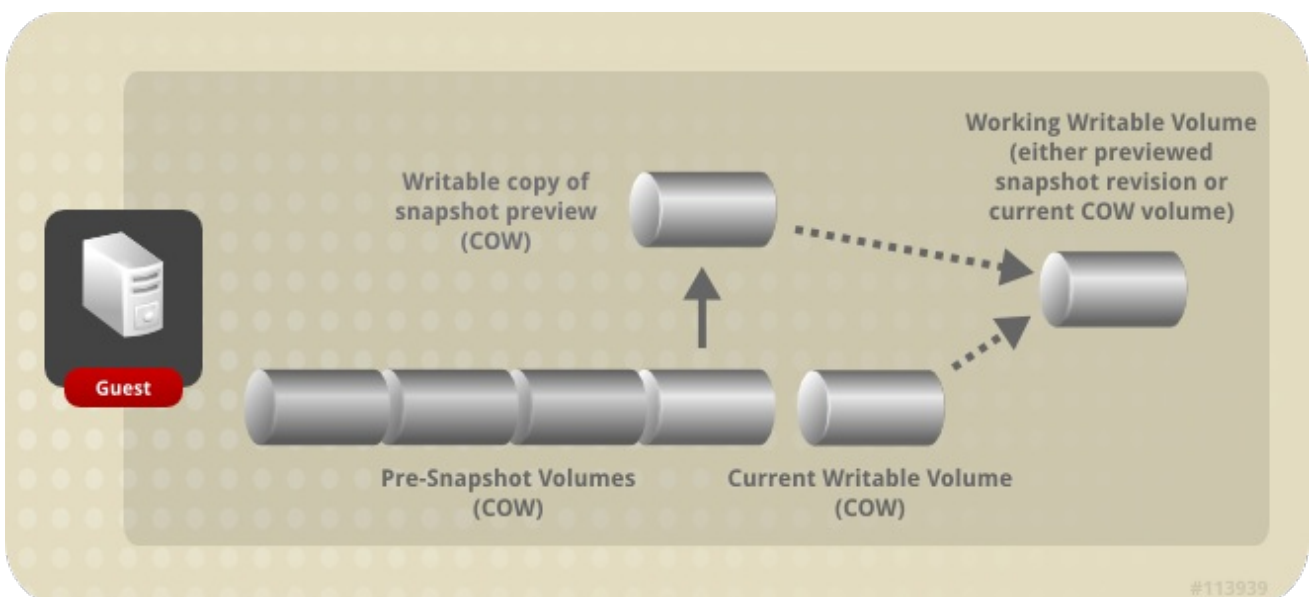 Working Writable Volume
(either previewed
snapshot revision or
current COW volume)
Writable copy of
snapshot preview
(COW)
Guest
Pre-Snapshot Volumes
(COW)
Current Writable Volume
(COW)
#113939